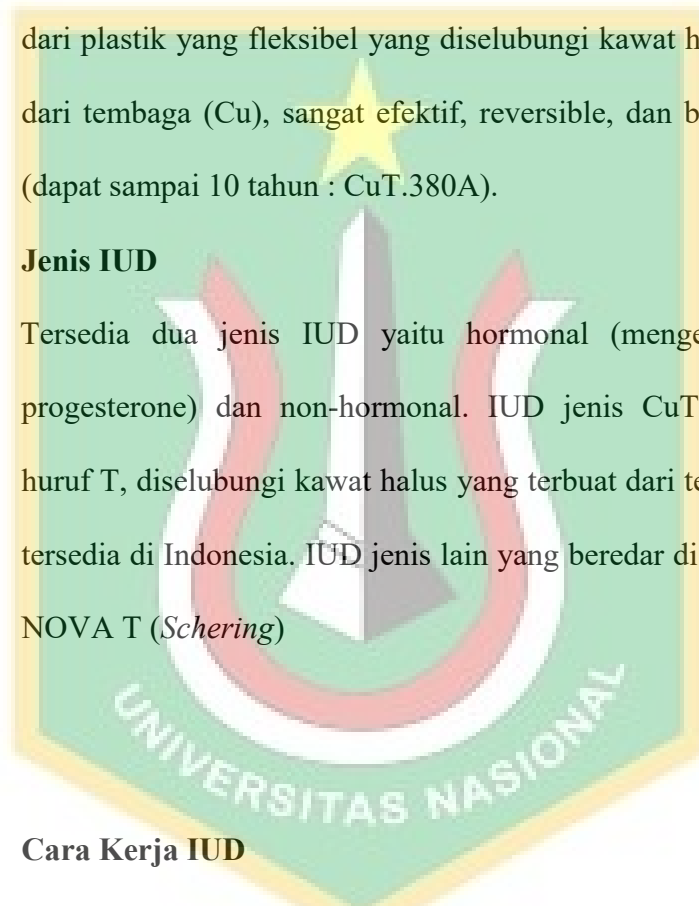 dari plastik yang fleksibel yang diselubungi kawat
dari tembaga (Cu), sangat efektif, reversible, dan
(dapat sampai 10 tahun : CuT.380A).
Jenis IUD
Tersedia dua jenis IUD yaitu hormonal
progesterone) dan non-hormonal. IUD jenis CuT
huruf T, diselubungi kawat halus yang terbuat dari
tersedia di Indonesia. IUD jenis lain yang beredar di
NOVA T (Schering)
UNIVERSITAS NASIONAL
Cara Kerja IUD